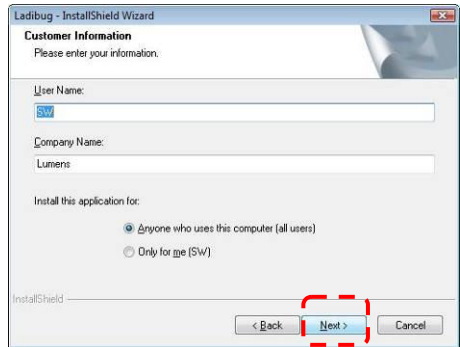 Ladibug - InstallShield Wizard
Customer Information
Please enter your information.
User Name:
SW
Company Name:
Lumens
Install this application for:
Anyone who uses this computer (all users)
Only for me (SW)
InstallShield
< Back Next > Cancel